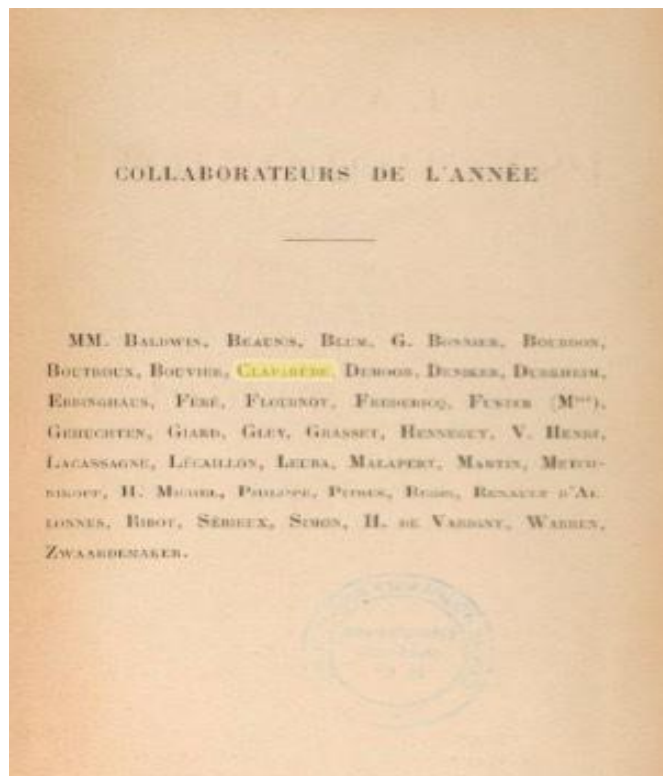 COLLABORATEURS DE L'ANNÉE
MM. BALDWIN, BEAUNIS, BLUM, G. BONNIER, BOURDON,
BOUTROUX, BOUVIER, CLAPARÈDE, DEMOOR, DENIKER, DURKHEIM,
EBBINGHAUS, FÉRÉ, FLOURNOY, FREDERICQ, FUSTER (Mme),
GEHUCHTEN, GIARD, GLEY, GRASSET, HENNEGUY, V. HENRI,
LACASSAGNE, LÉCAILLON, LEUBA, MALAPERT, MARTIN, METCH-
NIKOFF, H. MICHEL, PHILIPPE, PITRES, REGIS, RENAULT D'AL
LONNES, RIBOT, SÉRIEUX, SIMON, H. DE VARIGNY, WARREN,
ZWAARDEMAKER.